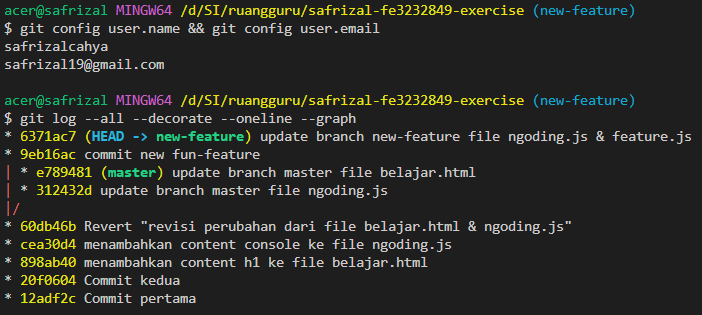 acer@safrizal MINGW64 /d/SI/ruangguru/safrizal-fe3232849-exercise (new-feature)
$ git config user.name && git config user.email
safrizalcahya
safrizal19@gmail.com

acer@safrizal MINGW64 /d/SI/ruangguru/safrizal-fe3232849-exercise (new-feature)
$ git log --all --decorate --oneline --graph
* 6371ac7 (HEAD -> new-feature) update branch new-feature file ngoding.js & feature.js
* 9eb16ac commit new fun-feature
| * e789481 (master) update branch master file belajar.html
| * 312432d update branch master file ngoding.js
|/
* 60db46b Revert "revisi perubahan dari file belajar.html & ngoding.js"
* cea30d4 menambahkan content console ke file ngoding.js
* 898ab40 menambahkan content h1 ke file belajar.html
* 20f0604 Commit kedua
* 12adf2c Commit pertama